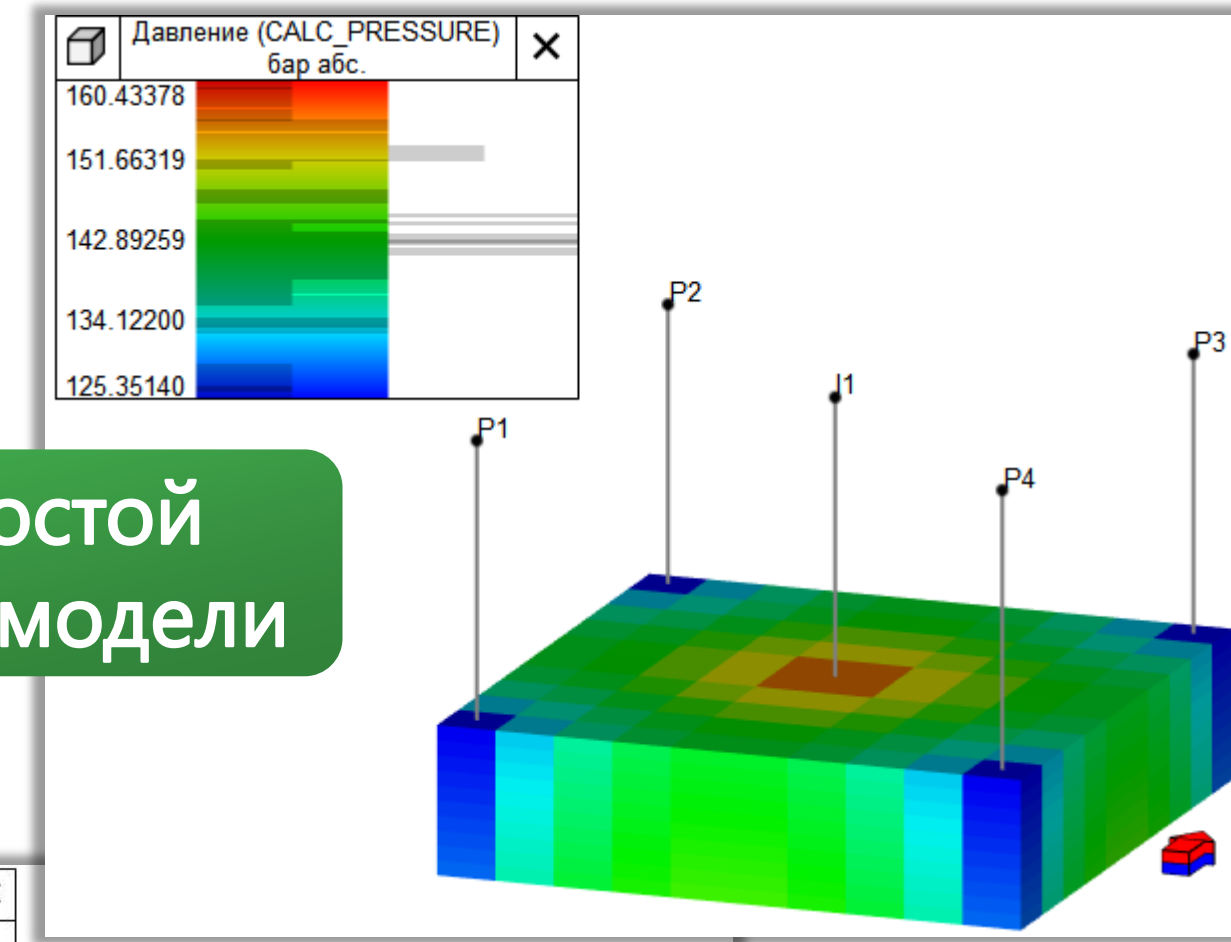 Давление (CALC_PRESSURE)
бар абс.
160.43378
151.66319
142.89259
134.12200
125.35140
P2
P3
I1
P1
P4
модели